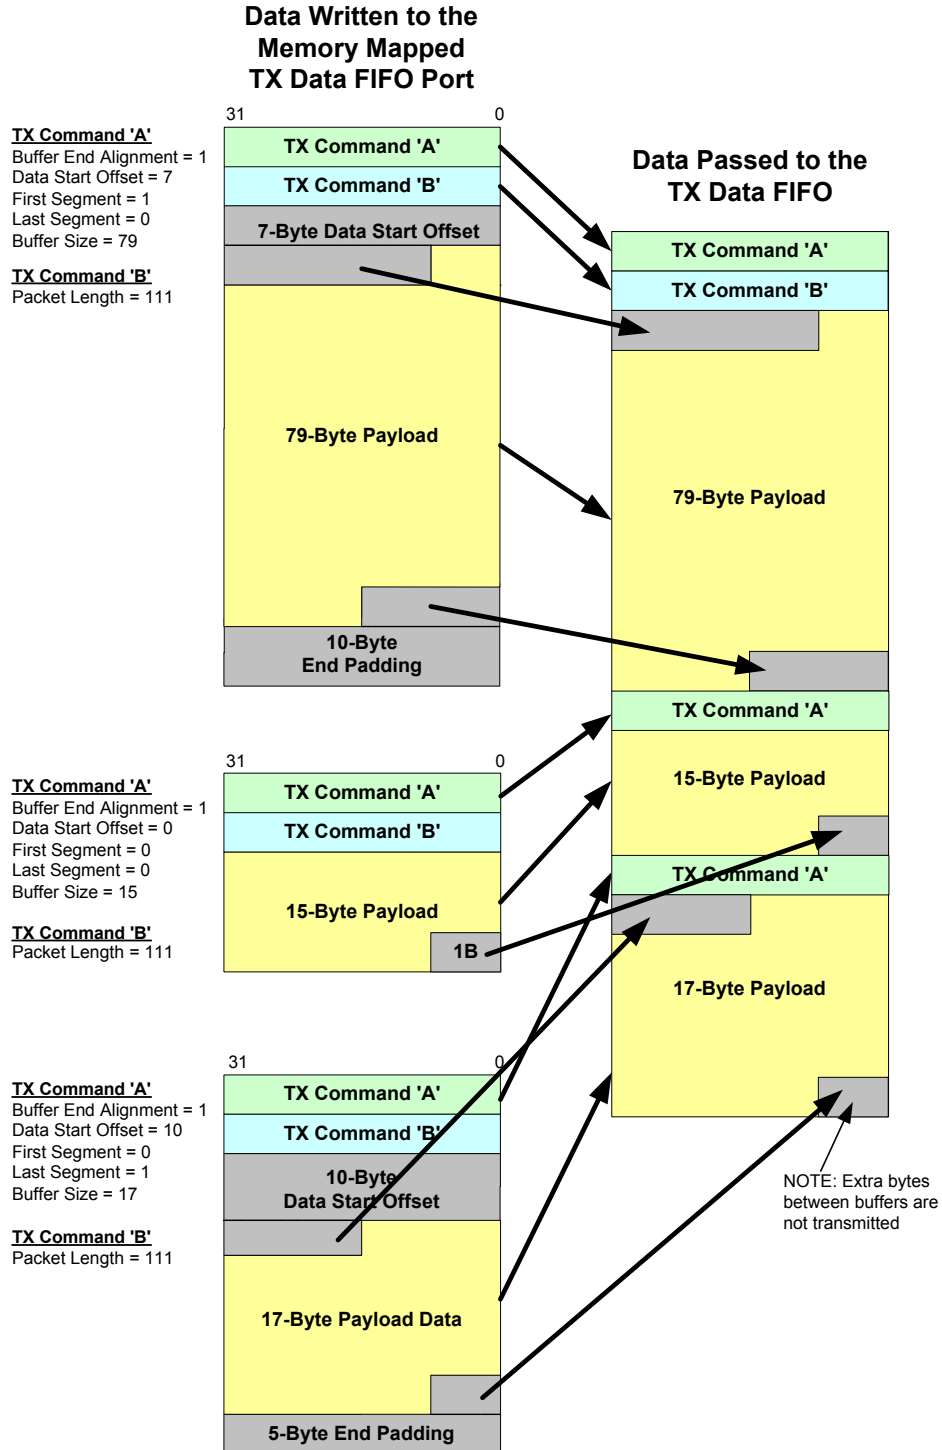 Data Written to the
Memory Mapped
TX Data FIFO Port
31
0
TX Command 'A'
Buffer End Alignment = 1
Data Start Offset = 7
First Segment = 1
Last Segment = 0
Buffer Size = 79
TX Command 'B'
Packet Length = 111
TX Command 'A'
TX Command 'B'
7-Byte Data Start Offset
79-Byte Payload
10-Byte
End Padding
Data Passed to the
TX Data FIFO
TX Command 'A'
TX Command 'B'
79-Byte Payload
TX Command 'A'
15-Byte Payload
TX Command 'A'
17-Byte Payload
NOTE: Extra bytes
between buffers are
not transmitted
31
0
TX Command 'A'
Buffer End Alignment = 1
Data Start Offset = 0
First Segment = 0
Last Segment = 0
Buffer Size = 15
TX Command 'B'
Packet Length = 111
TX Command 'A'
TX Command 'B'
15-Byte Payload
1B
31
0
TX Command 'A'
Buffer End Alignment = 1
Data Start Offset = 10
First Segment = 0
Last Segment = 1
Buffer Size = 17
TX Command 'B'
Packet Length = 111
TX Command 'A'
TX Command 'B'
10-Byte
Data Start Offset
17-Byte Payload Data
5-Byte End Padding